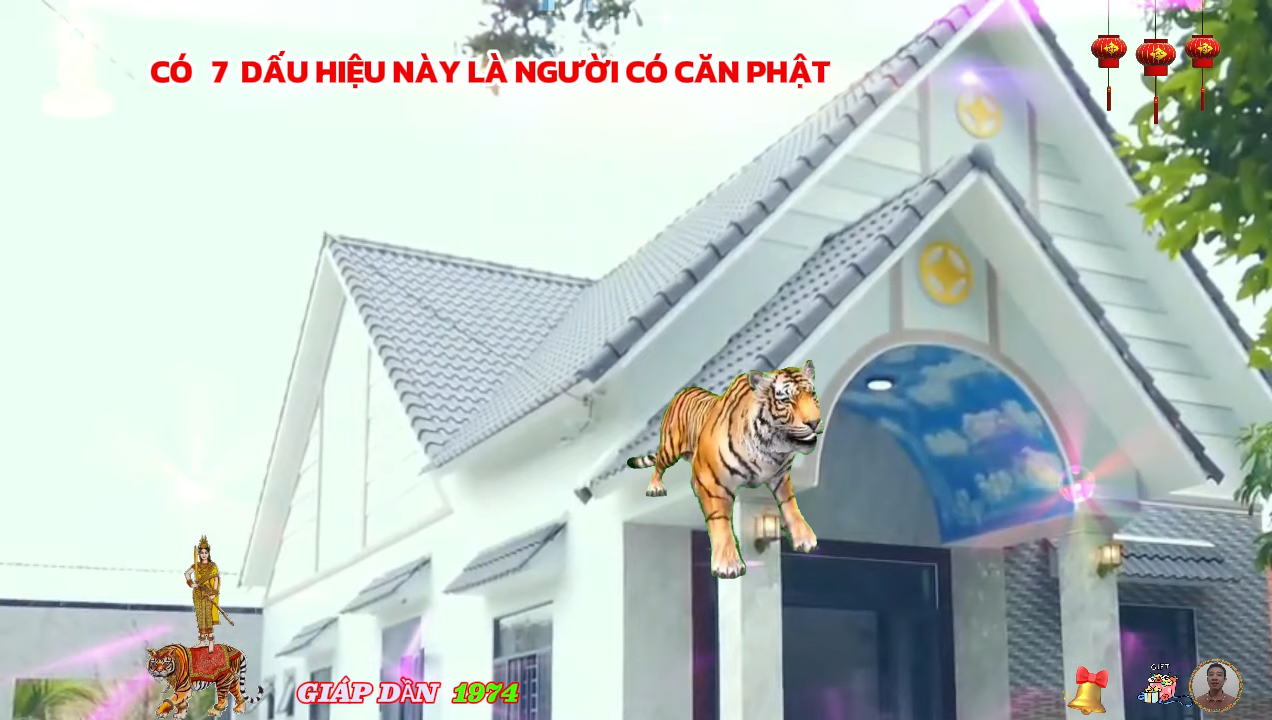 CÓ 7 DẤU HIỆU NÀY LÀ NGƯỜI CÓ CĂN PHẬT
GIFT
GIÁP DẦN 1974